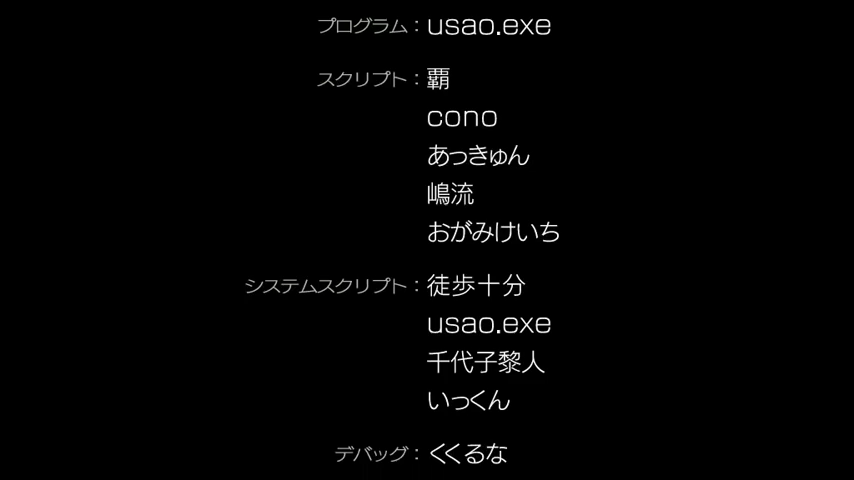 プログラム：usao.exe
スクリプト：覇
cono
あっきゅん
嶋流
おがみけいち
システムスクリプト：徒歩十分
usao.exe
千代子黎人
いっくん
デバッグ：くくるな